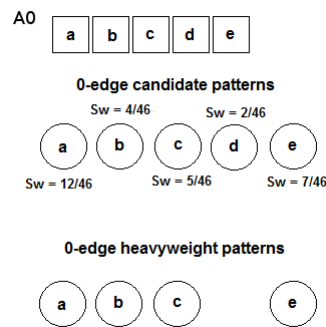 A0
a b c d e
0-edge candidate patterns
Sw = 4/46 Sw = 2/46
a b c d e
Sw = 12/46 Sw = 5/46 Sw = 7/46
0-edge heavyweight patterns
a b c e